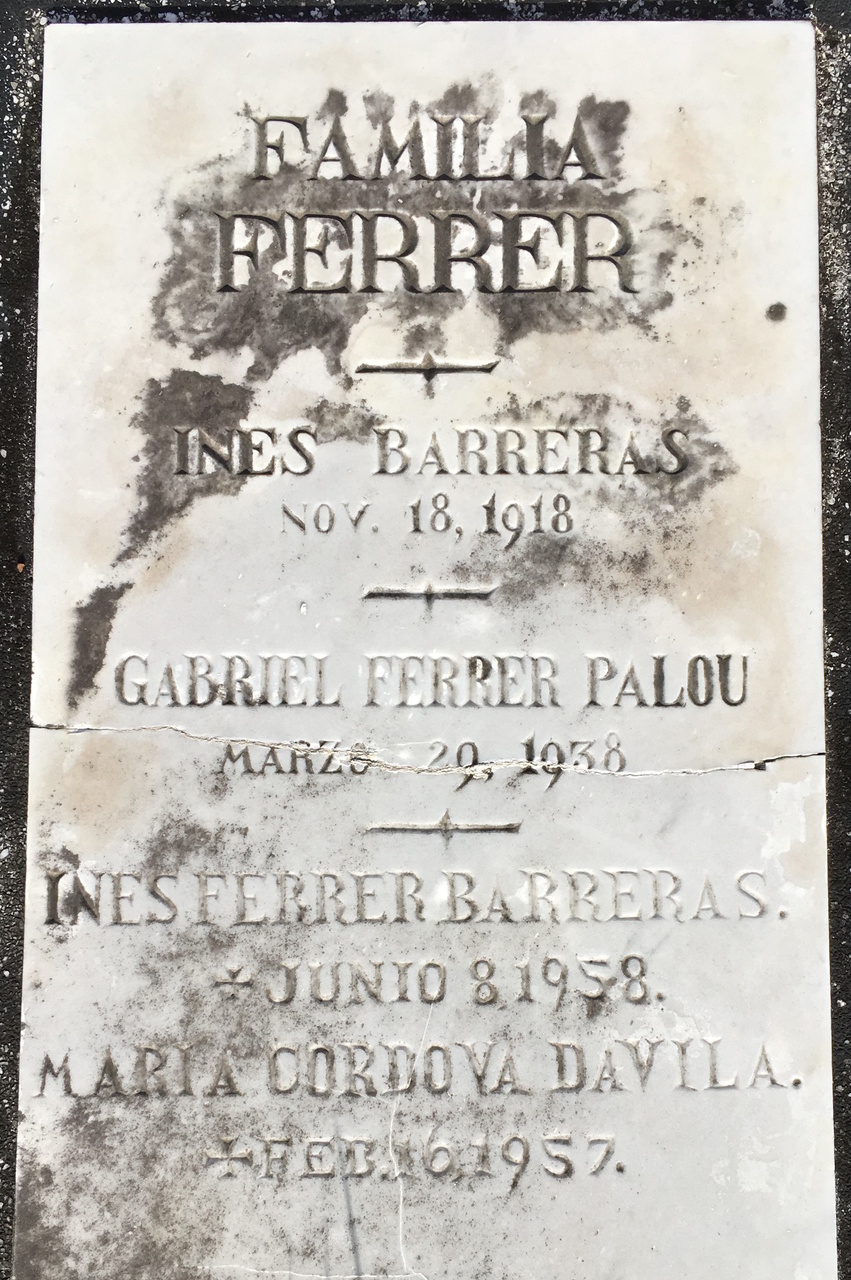 FAMILIA
FERRER
INES BARRERAS
NOV. 18, 1918
GABRIEL FERRER PALOU
MARZO 29, 1938
INES FERRER BARRERAS.
✝ JUNIO 8, 1958.
MARIA CORDOVA DAVILA.
✝ FEB. 16, 1957.